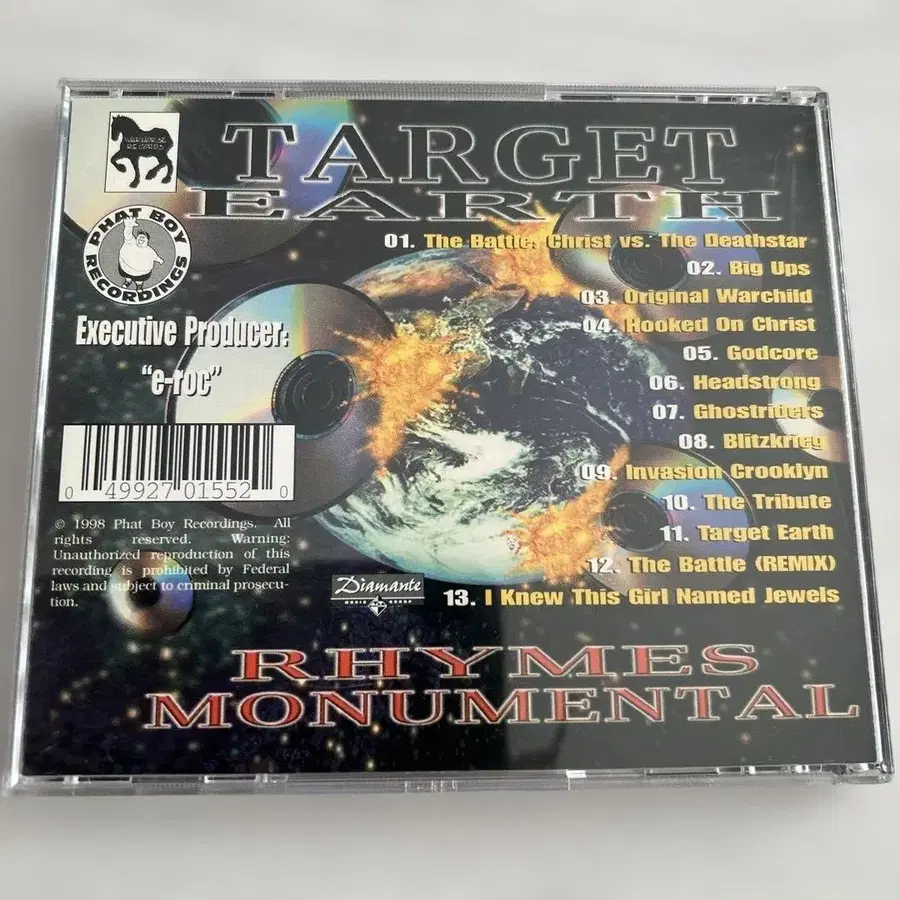 WARHORSE
RECORDS
TARGET
EARTH
PHAT BOY
RECORDINGS
01. The Battle: Christ vs. The Deathstar
02. Big Ups
03. Original Warchild
04. Hooked On Christ
05. Godcore
06. Headstrong
07. Ghostriders
08. Blitzkrieg
09. Invasion Crooklyn
10. The Tribute
11. Target Earth
12. The Battle (REMIX)
13. I Knew This Girl Named Jewels
Executive Producer:
"e-roc"
0 49927 01552 0
© 1998 Phat Boy Recordings. All
rights reserved. Warning:
Unauthorized reproduction of this
recording is prohibited by Federal
laws and subject to criminal prosecu-
tion.
Diamante
MUSIC GROUP
RHYMES
MONUMENTAL